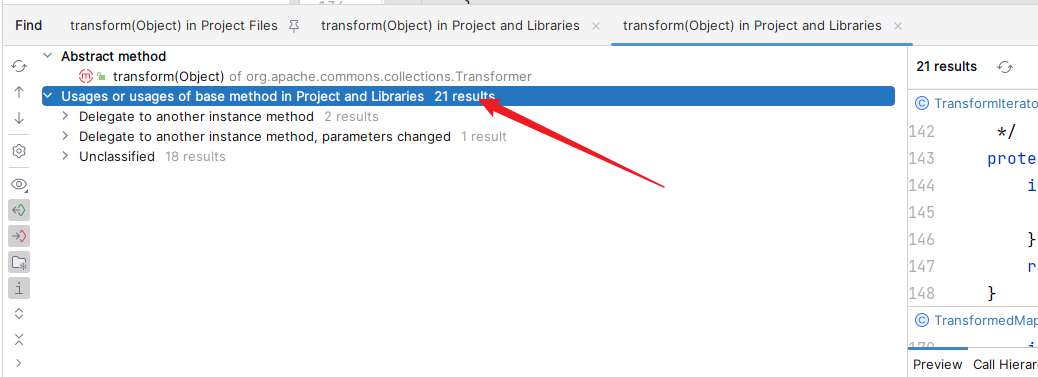 Find transform(Object) in Project Files transform(Object) in Project and Libraries transform(Object) in Project and Libraries
Abstract method
transform(Object) of org.apache.commons.collections.Transformer
Usages or usages of base method in Project and Libraries 21 results
Delegate to another instance method 2 results
Delegate to another instance method, parameters changed 1 result
Unclassified 18 results
21 results
TransformIterato
142 */
143 prote
144 i
145
146 }
147 r
148 }
TransformedMap
i
Preview Call Hierar